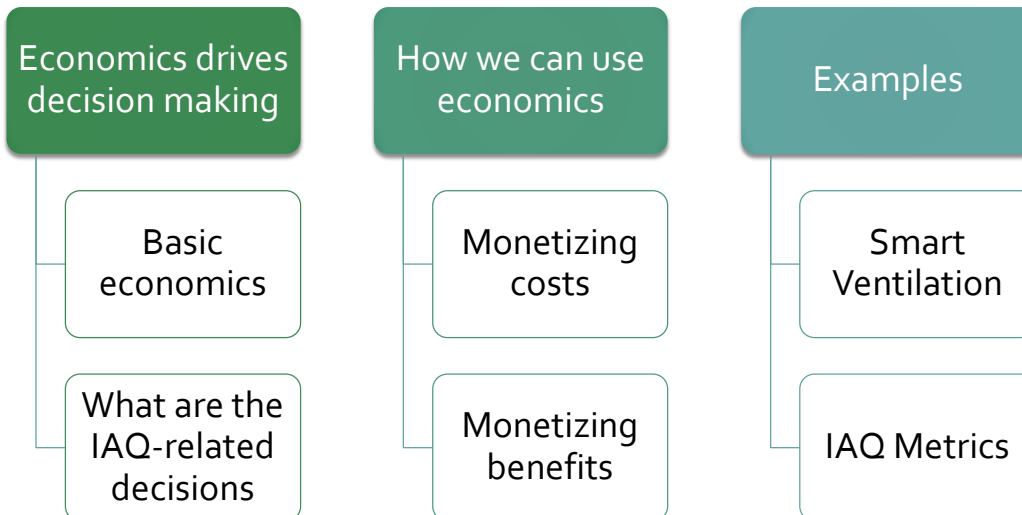 Economics drives
decision making
Basic
economics
What are the
IAQ-related
decisions
How we can use
economics
Monetizing
costs
Monetizing
benefits
Examples
Smart
Ventilation
IAQ Metrics